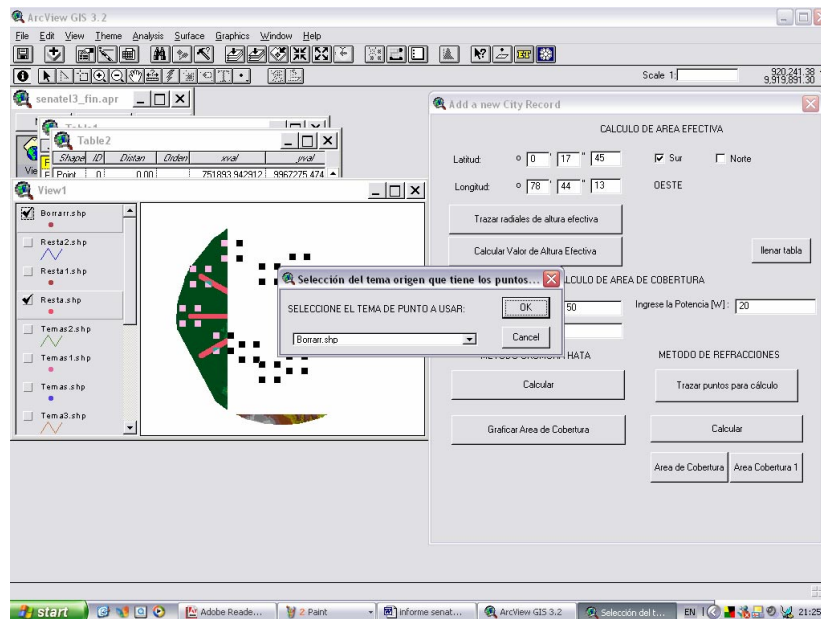 ArcView GIS 3.2
File Edit View Theme Analysis Surface Graphics Window Help
Scale 1:
920,241.38
9,919,891.30
senatel3_fin.apr
Table2
Shape ID Distan Orden xval yval
Point 0 0.00 751893.942912 9967275.474
View1
Borrarr.shp
Resta2.shp
Resta1.shp
Resta.shp
Temas2.shp
Temas1.shp
Temas.shp
Tema3.shp
Selección del tema origen que tiene los puntos...
SELECCIONE EL TEMA DE PUNTO A USAR:
Borrarr.shp
OK
Cancel
Add a new City Record
CALCULO DE AREA EFECTIVA
Latitud: ° 0 ' 17 " 45 Sur Norte
Longitud: ° 78 ' 44 " 13 OESTE
Trazar radiales de altura efectiva
Calcular Valor de Altura Efectiva
llenar tabla
LCULO DE AREA DE COBERTURA
50 Ingrese la Potencia [W] : 20
HATA METODO DE REFRACCIONES
Calcular
Trazar puntos para cálculo
Graficar Area de Cobertura
Calcular
Area de Cobertura Area Cobertura 1
start Adobe Reade... 2 Paint Informe senat... ArcView GIS 3.2 Selección del t... EN 21:25